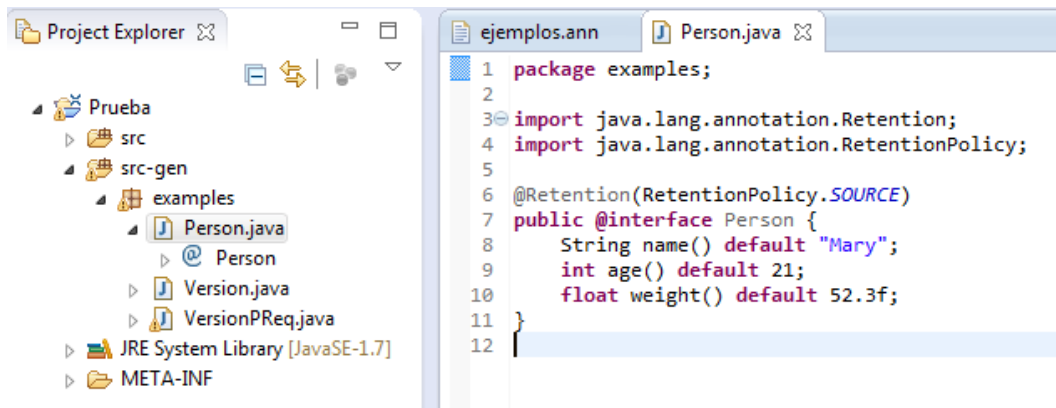 Project Explorer
Prueba
src
src-gen
examples
Person.java
Person
Version.java
VersionPReq.java
JRE System Library [JavaSE-1.7]
META-INF
ejemplos.ann
Person.java
1 package examples;
2
3 import java.lang.annotation.Retention;
4 import java.lang.annotation.RetentionPolicy;
5
6 @Retention(RetentionPolicy.SOURCE)
7 public @interface Person {
8     String name() default "Mary";
9     int age() default 21;
10     float weight() default 52.3f;
11 }
12